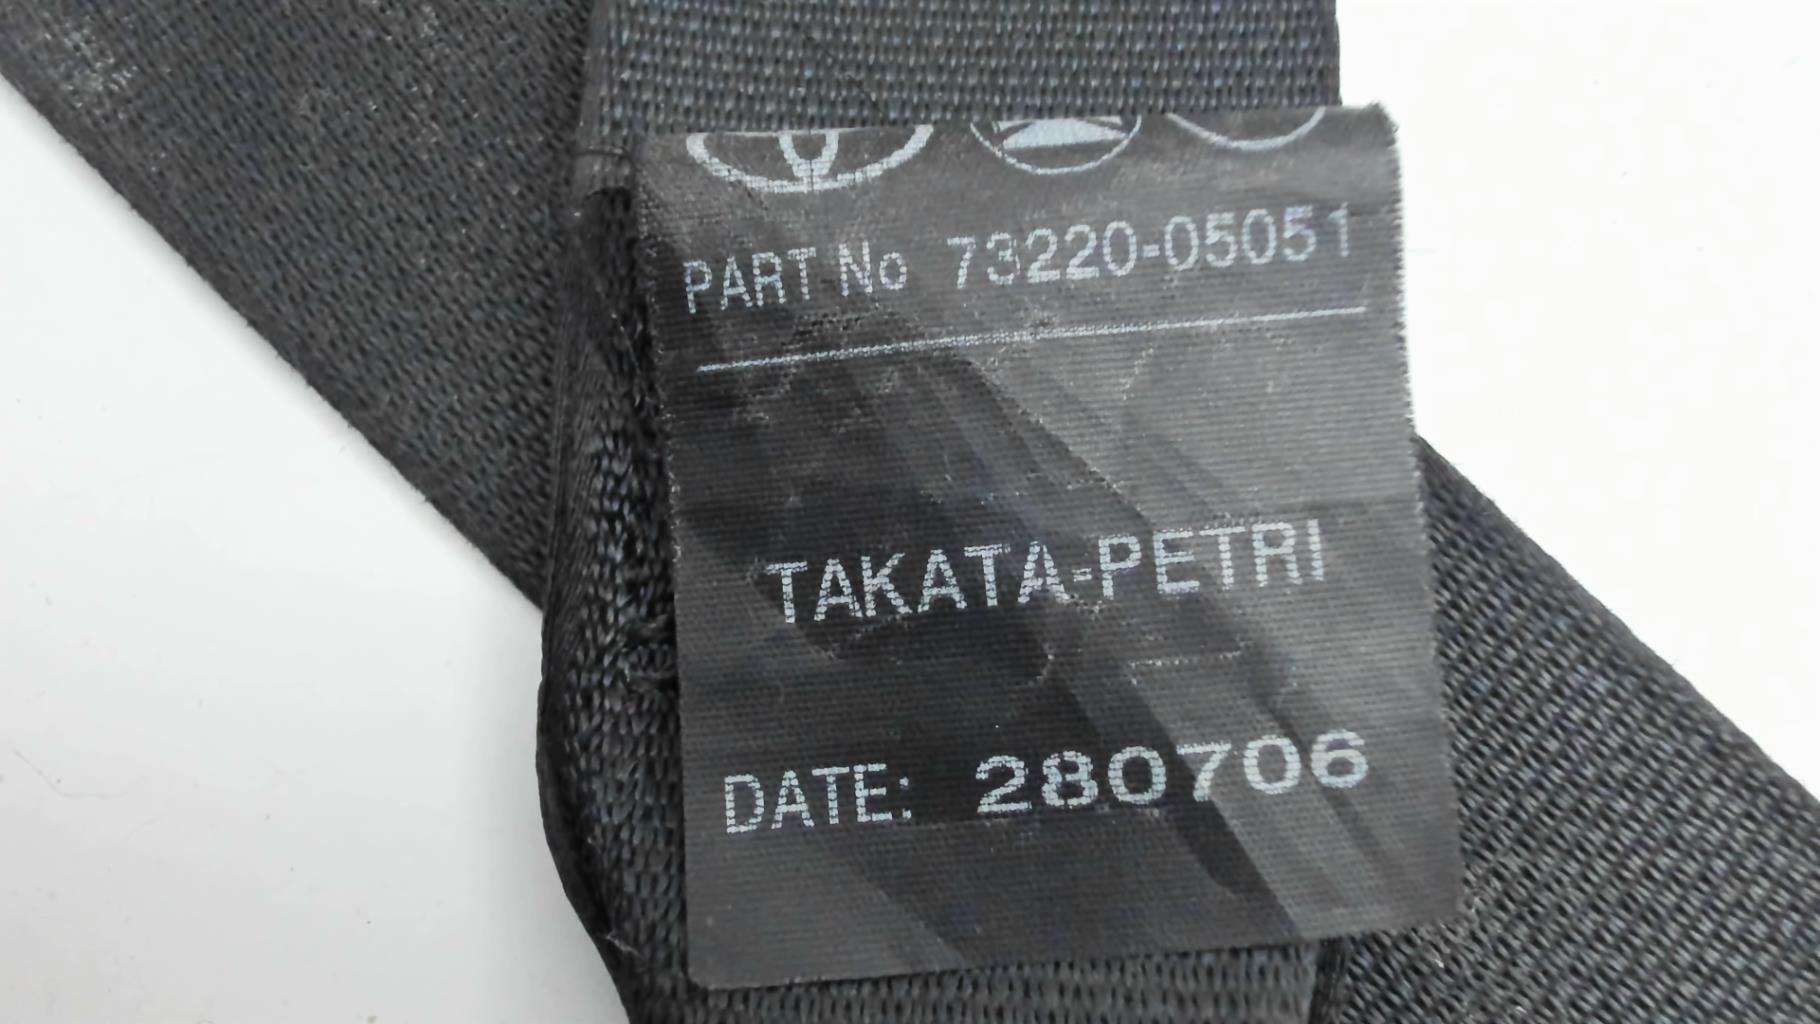 PART No 73220-05051
TAKATA-PETRI
DATE: 280706